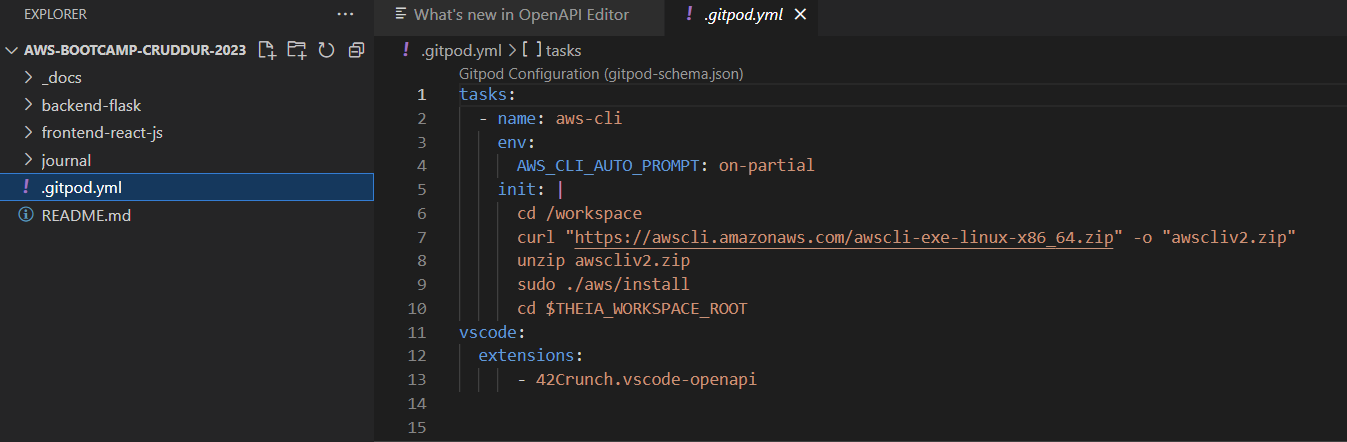 EXPLORER
AWS-BOOTCAMP-CRUDDUR-2023
_docs
backend-flask
frontend-react-js
journal
.gitpod.yml
README.md
What's new in OpenAPI Editor
.gitpod.yml
.gitpod.yml > [ ] tasks
Gitpod Configuration (gitpod-schema.json)
1 tasks:
2   - name: aws-cli
3     env:
4       AWS_CLI_AUTO_PROMPT: on-partial
5     init: |
6       cd /workspace
7       curl "https://awscli.amazonaws.com/awscli-exe-linux-x86_64.zip" -o "awscliv2.zip"
8       unzip awscliv2.zip
9       sudo ./aws/install
10       cd $THEIA_WORKSPACE_ROOT
11 vscode:
12   extensions:
13       - 42Crunch.vscode-openapi
14
15